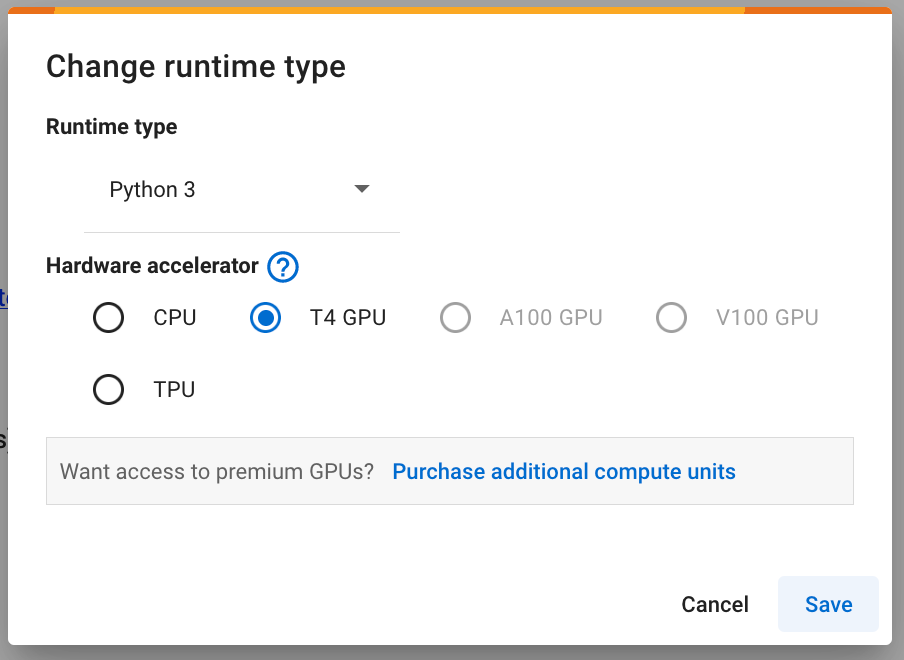 Change runtime type
Runtime type
Python 3
Hardware accelerator ?
CPU T4 GPU A100 GPU V100 GPU
TPU
Want access to premium GPUs? Purchase additional compute units
Cancel Save